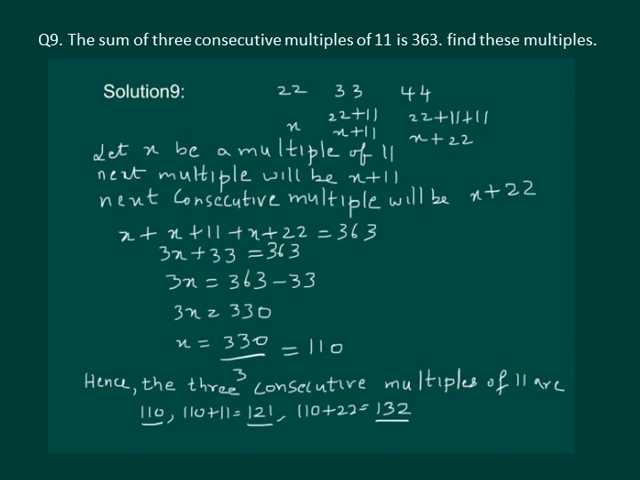 Q9. The sum of three consecutive multiples of 11 is 363. find these multiples.
Solution9: 22 33 44
22+11 22+11+11
x x+11 x+22
Let x be a multiple of 11
next multiple will be x+11
next consecutive multiple will be x+22
x + x+11+x+22 = 363
3x+33 = 363
3x = 363-33
3x = 330
x = 330 = 110
3
Hence, the three consecutive multiples of 11 are
110, 110+11= 121, 110+22= 132